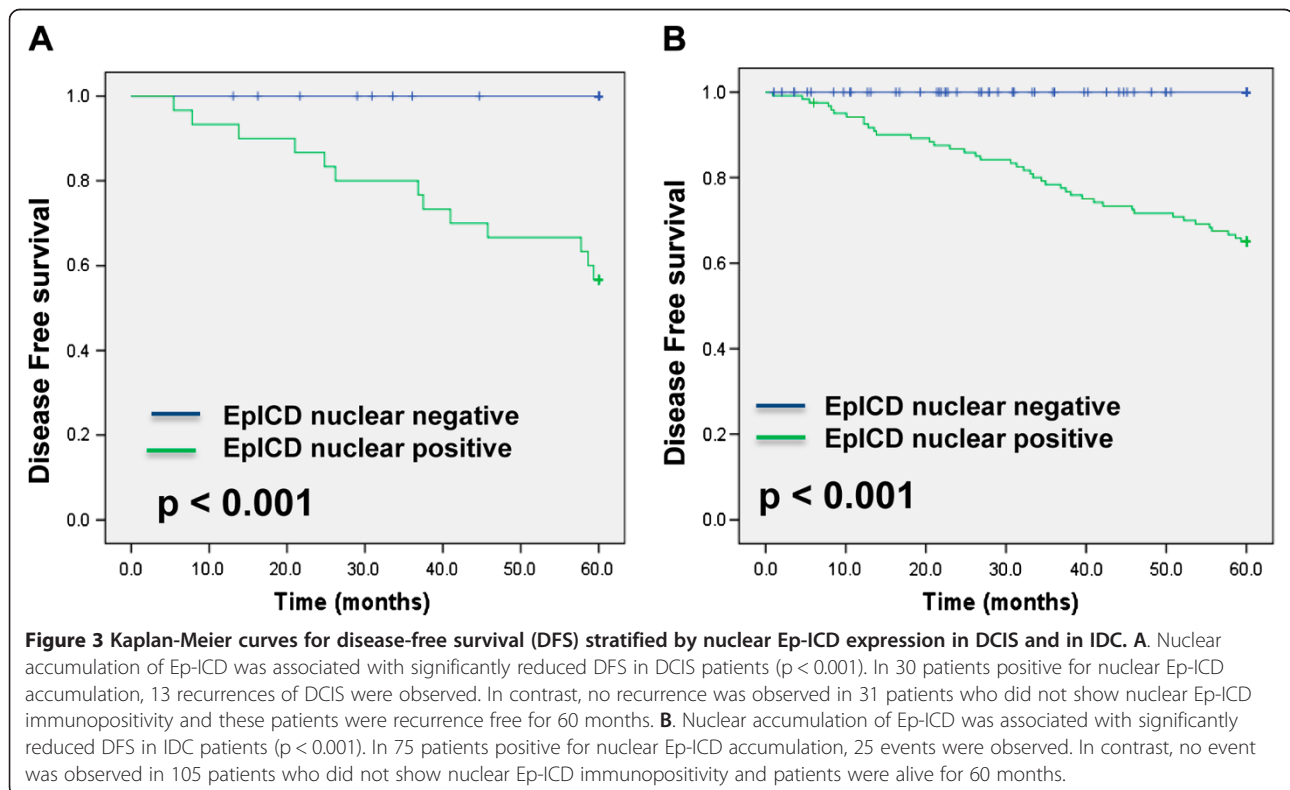 A
Disease Free survival
1.0
0.8
0.6
0.4
0.2
0.0
EpICD nuclear negative
EpICD nuclear positive
p < 0.001
0.0 10.0 20.0 30.0 40.0 50.0 60.0
Time (months)
B
Disease Free survival
1.0
0.8
0.6
0.4
0.2
0.0
EpICD nuclear negative
EpICD nuclear positive
p < 0.001
0.0 10.0 20.0 30.0 40.0 50.0 60.0
Time (months)
Figure 3 Kaplan-Meier curves for disease-free survival (DFS) stratified by nuclear Ep-ICD expression in DCIS and in IDC. A. Nuclear
accumulation of Ep-ICD was associated with significantly reduced DFS in DCIS patients (p < 0.001). In 30 patients positive for nuclear Ep-ICD
accumulation, 13 recurrences of DCIS were observed. In contrast, no recurrence was observed in 31 patients who did not show nuclear Ep-ICD
immunopositivity and these patients were recurrence free for 60 months. B. Nuclear accumulation of Ep-ICD was associated with significantly
reduced DFS in IDC patients (p < 0.001). In 75 patients positive for nuclear Ep-ICD accumulation, 25 events were observed. In contrast, no event
was observed in 105 patients who did not show nuclear Ep-ICD immunopositivity and patients were alive for 60 months.